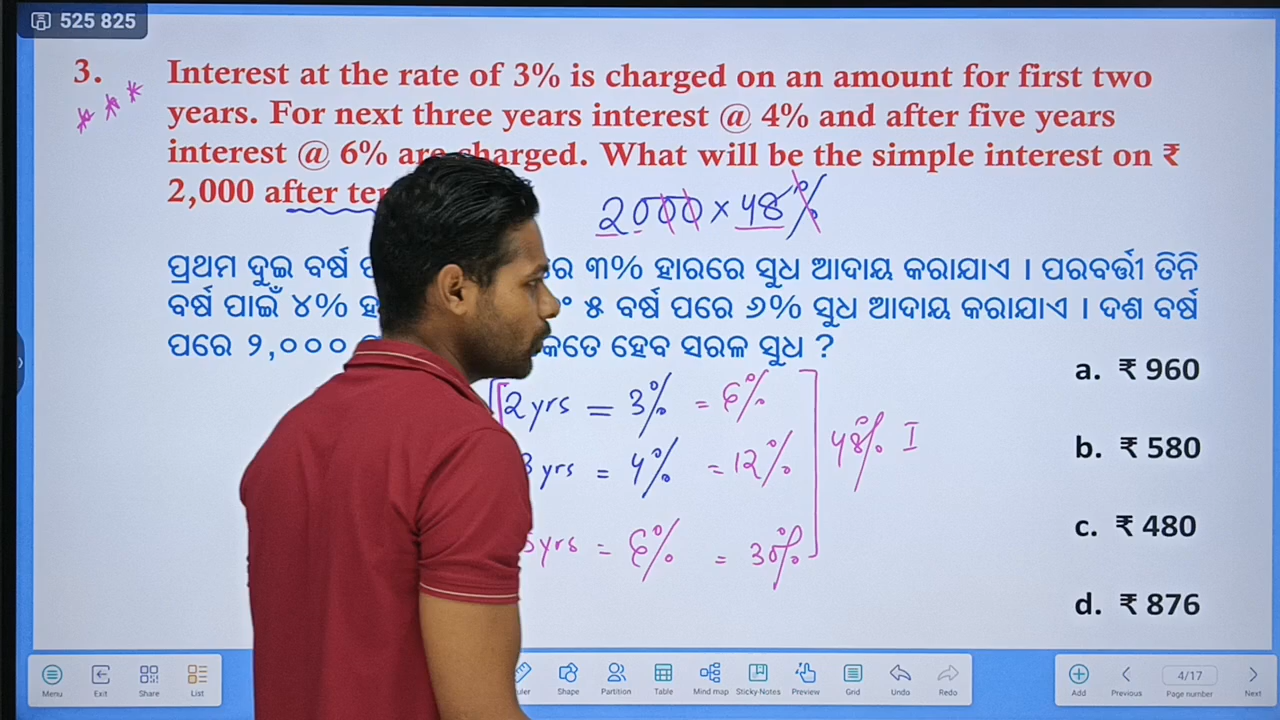 525 825
3. Interest at the rate of 3% is charged on an amount for first two
years. For next three years interest @ 4% and after five years
interest @ 6% are charged. What will be the simple interest on ₹
2,000 after
2000 × 48%
ପ୍ରଥମ ଦୁଇ ବର୍ଷ ୩% ହାରରେ ସୁଧ ଆଦାୟ କରାଯାଏ । ପରବର୍ତ୍ତୀ ତିନି
ବର୍ଷ ପାଇଁ ୪% ୫ ବର୍ଷ ପରେ ୬% ସୁଧ ଆଦାୟ କରାଯାଏ । ଦଶ ବର୍ଷ
ପରେ ୨,୦୦୦ କେତେ ହେବ ସରଳ ସୁଧ ?
2 yrs = 3% = 6%
3 yrs = 4% = 12%
48% I
5 yrs = 6% = 30%
a. ₹ 960
b. ₹ 580
c. ₹ 480
d. ₹ 876
Menu Exit Share List Shape Partition Table Mind map Sticky-Notes Preview Grid Undo Redo Add Previous 4/17 Page number Next